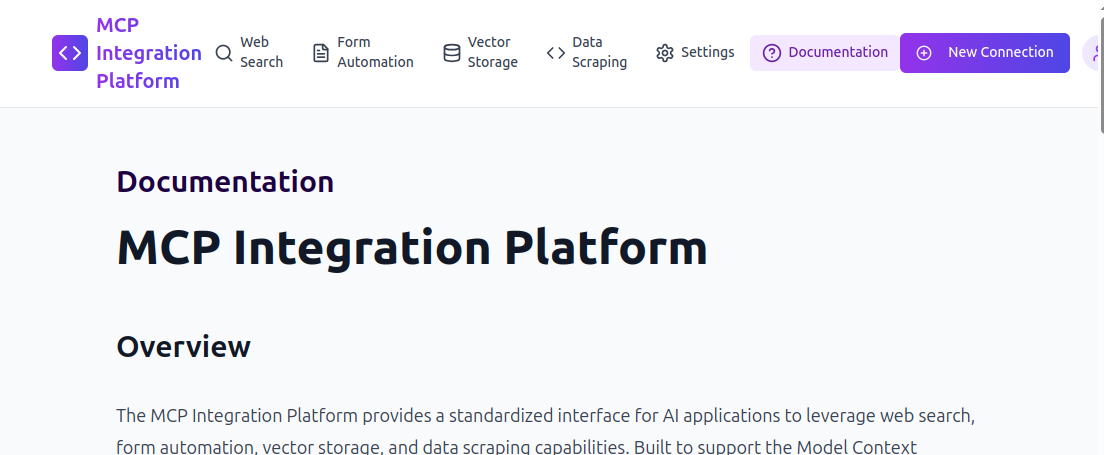 MCP
Integration
Platform
Web
Search
Form
Automation
Vector
Storage
Data
Scraping
Settings
Documentation
New Connection
Documentation
MCP Integration Platform
Overview
The MCP Integration Platform provides a standardized interface for AI applications to leverage web search,
form automation, vector storage, and data scraping capabilities. Built to support the Model Context